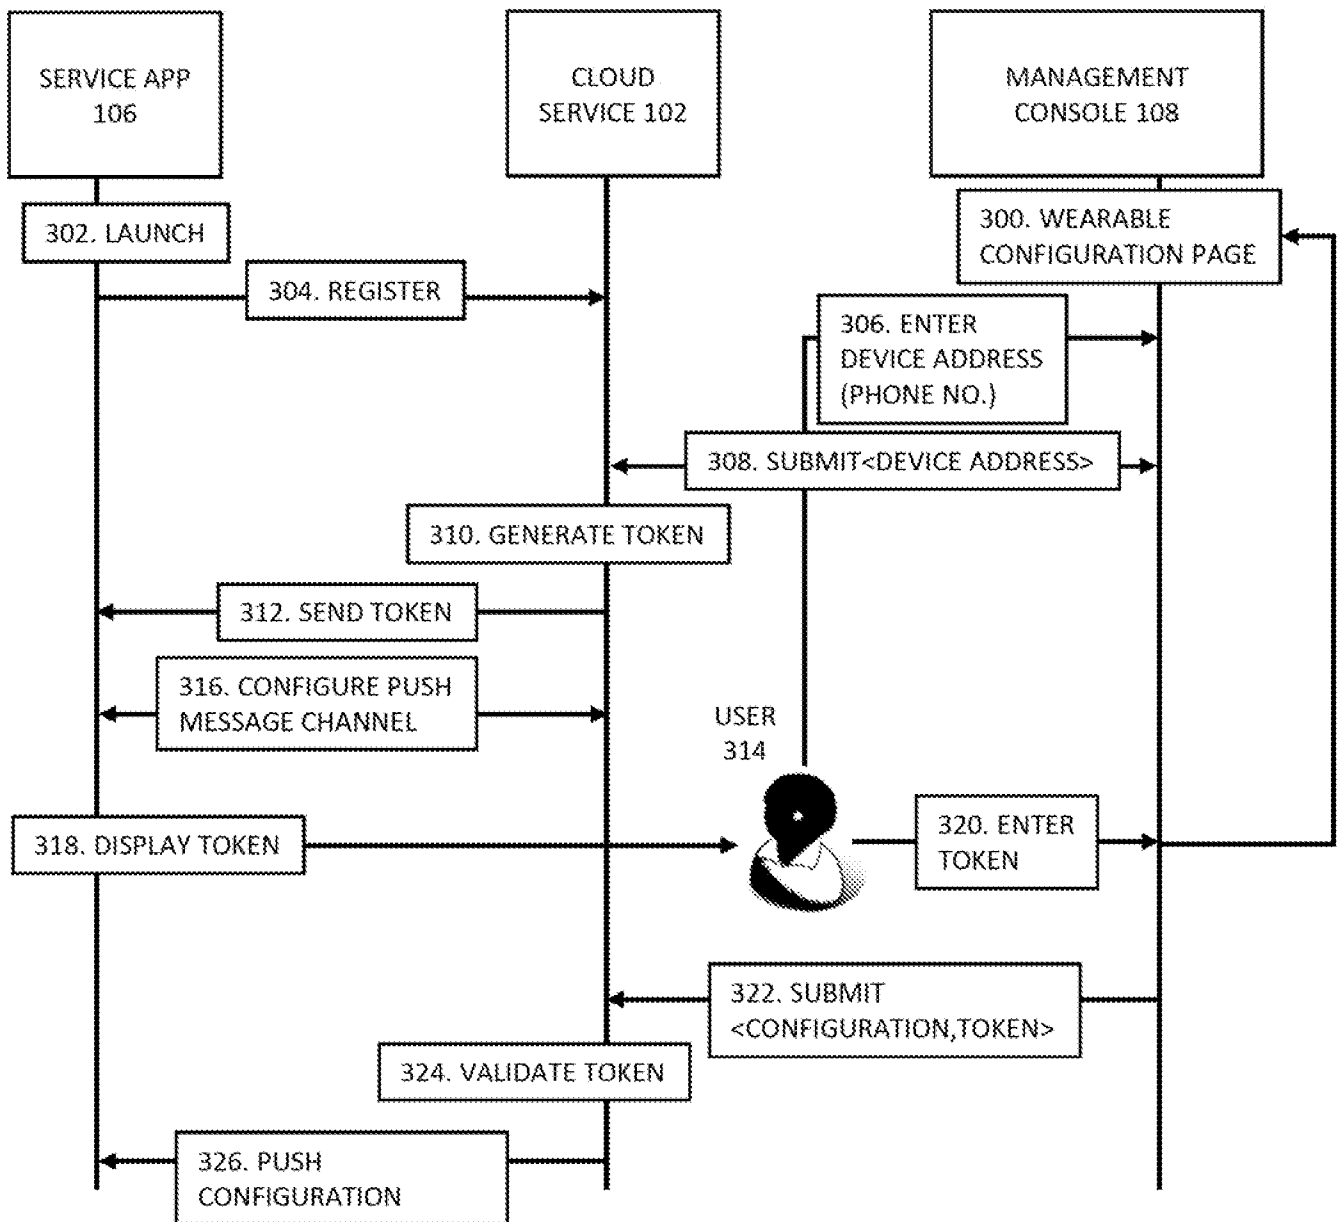 SERVICE APP
106
CLOUD
SERVICE 102
MANAGEMENT
CONSOLE 108
302. LAUNCH
300. WEARABLE
CONFIGURATION PAGE
304. REGISTER
306. ENTER
DEVICE ADDRESS
(PHONE NO.)
308. SUBMIT<DEVICE ADDRESS>
310. GENERATE TOKEN
312. SEND TOKEN
316. CONFIGURE PUSH
MESSAGE CHANNEL
USER
314
318. DISPLAY TOKEN
320. ENTER
TOKEN
322. SUBMIT
<CONFIGURATION,TOKEN>
324. VALIDATE TOKEN
326. PUSH
CONFIGURATION